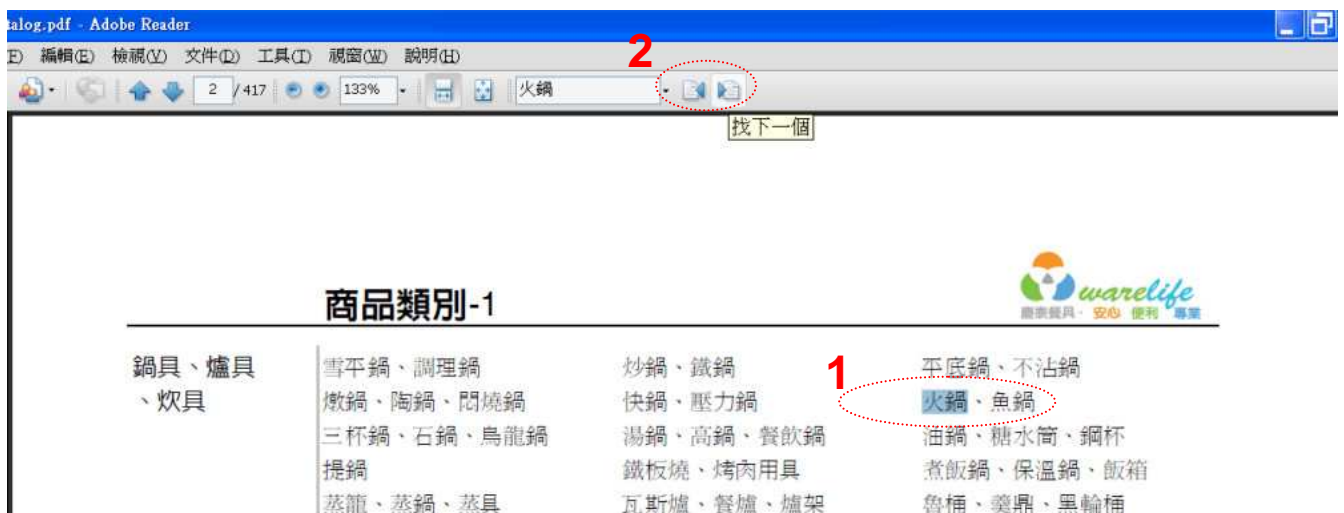 talog.pdf - Adobe Reader
E) 編輯(E) 檢視(V) 文件(D) 工具(T) 視窗(W) 說明(H)
2
2 / 417 133% 火鍋
找下一個
warelife
商品類別-1
安心 便利 專業
鍋具、爐具 雪平鍋、調理鍋 炒鍋、鐵鍋 1 平底鍋、不沾鍋
、炊具 燉鍋、陶鍋、悶燒鍋 快鍋、壓力鍋 火鍋、魚鍋
三杯鍋、石鍋、烏龍鍋 湯鍋、高鍋、餐飲鍋 油鍋、糖水筒、鋼杯
提鍋 鐵板燒、烤肉用具 煮飯鍋、保溫鍋、飯箱
蒸籠、蒸鍋、蒸具 瓦斯爐、餐爐、爐架 魯桶、羹鼎、黑輪桶